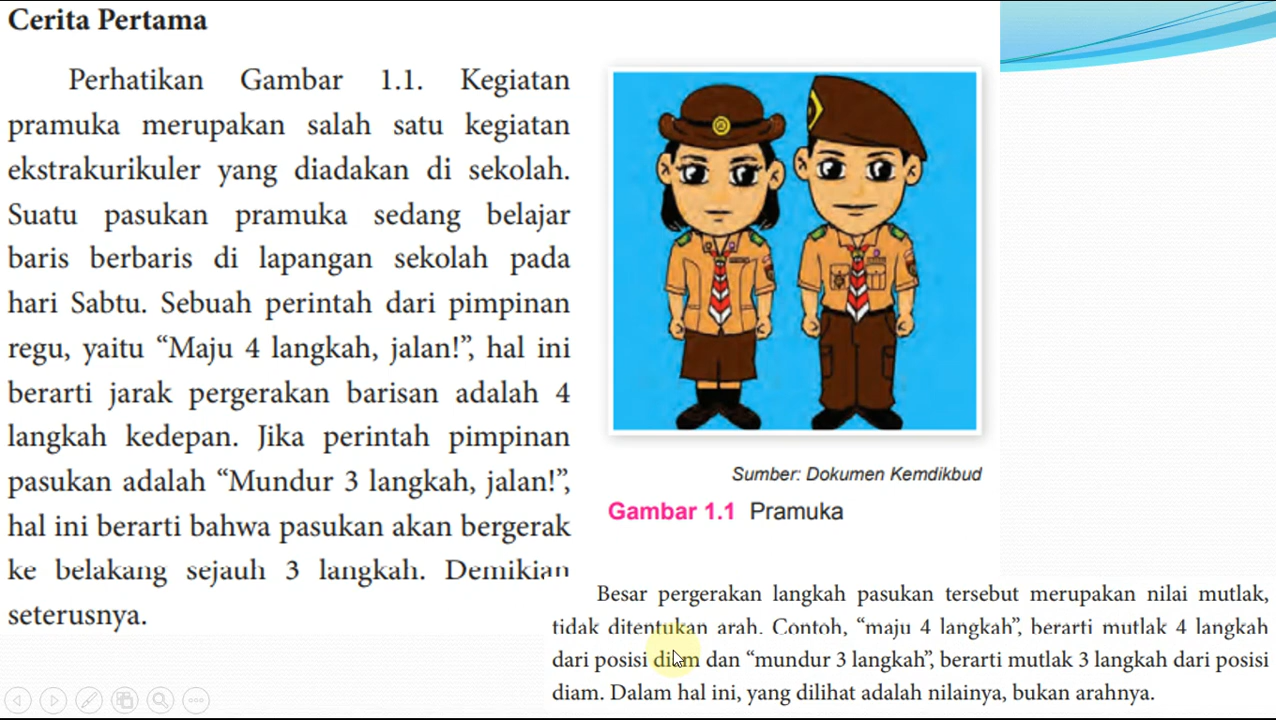 Cerita Pertama
Perhatikan Gambar 1.1. Kegiatan
pramuka merupakan salah satu kegiatan
ekstrakurikuler yang diadakan di sekolah.
Suatu pasukan pramuka sedang belajar
baris berbaris di lapangan sekolah pada
hari Sabtu. Sebuah perintah dari pimpinan
regu, yaitu “Maju 4 langkah, jalan!”, hal ini
berarti jarak pergerakan barisan adalah 4
langkah kedepan. Jika perintah pimpinan
pasukan adalah “Mundur 3 langkah, jalan!”,
hal ini berarti bahwa pasukan akan bergerak
ke belakang sejauh 3 langkah. Demikian
seterusnya.
Sumber: Dokumen Kemdikbud
Gambar 1.1 Pramuka
Besar pergerakan langkah pasukan tersebut merupakan nilai mutlak,
tidak ditentukan arah. Contoh, “maju 4 langkah”, berarti mutlak 4 langkah
dari posisi diam dan “mundur 3 langkah”, berarti mutlak 3 langkah dari posisi
diam. Dalam hal ini, yang dilihat adalah nilainya, bukan arahnya.